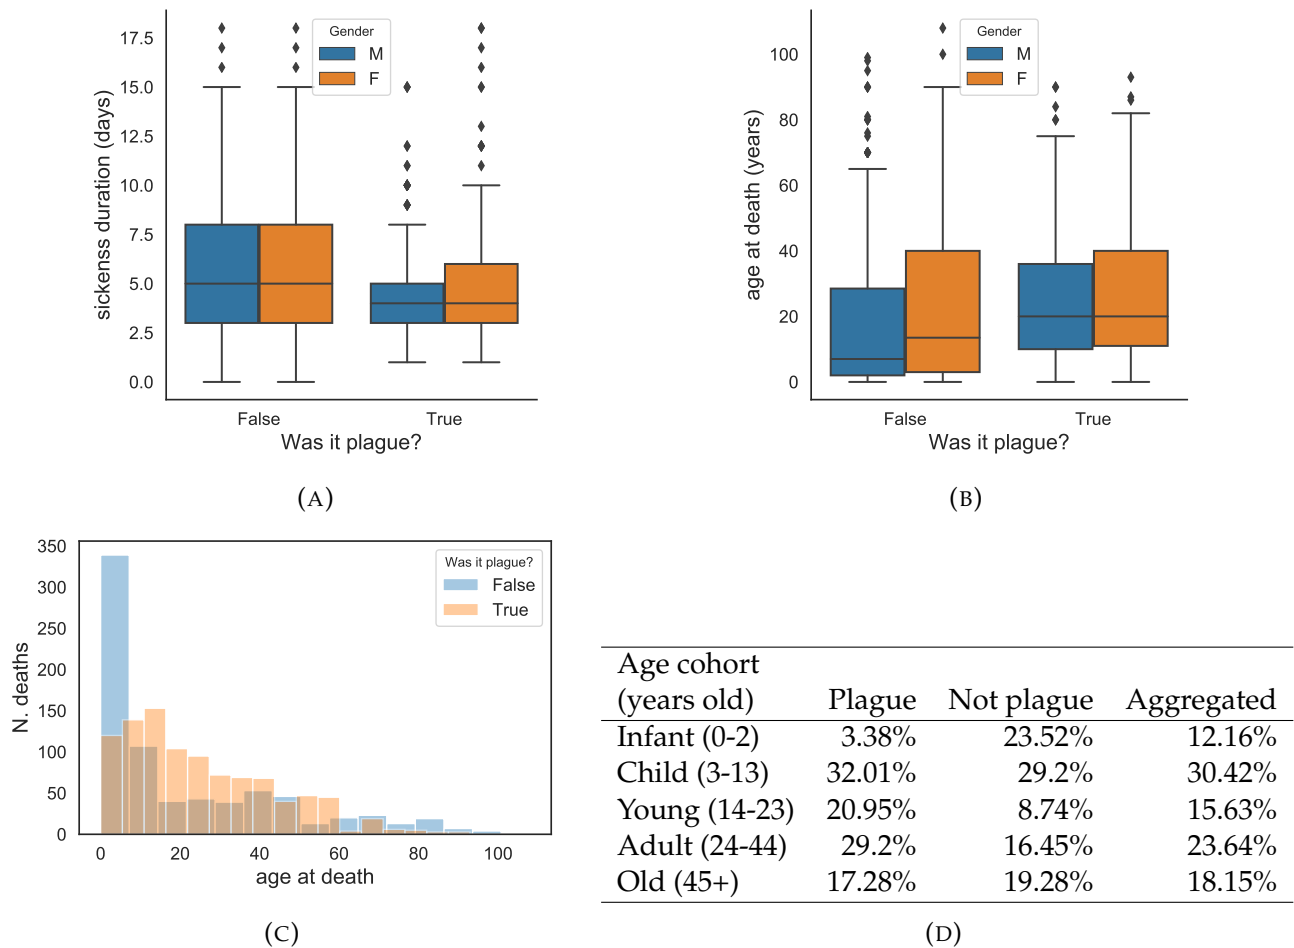 17.5
15.0
12.5
10.0
7.5
5.0
2.5
0.0
sickenss duration (days)
Gender
M
F
False
True
Was it plague?
(A)
100
80
60
40
20
0
age at death (years)
Gender
M
F
False
True
Was it plague?
(B)
350
300
250
200
150
100
50
0
N. deaths
Was it plague?
False
True
0 20 40 60 80 100
age at death
(C)
Age cohort
(years old) Plague Not plague Aggregated
Infant (0-2) 3.38% 23.52% 12.16%
Child (3-13) 32.01% 29.2% 30.42%
Young (14-23) 20.95% 8.74% 15.63%
Adult (24-44) 29.2% 16.45% 23.64%
Old (45+) 17.28% 19.28% 18.15%
(D)